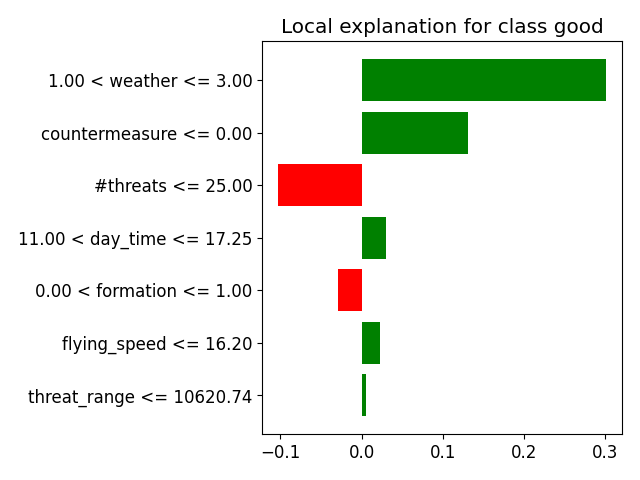 Local explanation for class good
1.00 < weather <= 3.00
countermeasure <= 0.00
#threats <= 25.00
11.00 < day_time <= 17.25
0.00 < formation <= 1.00
flying_speed <= 16.20
threat_range <= 10620.74
−0.1 0.0 0.1 0.2 0.3